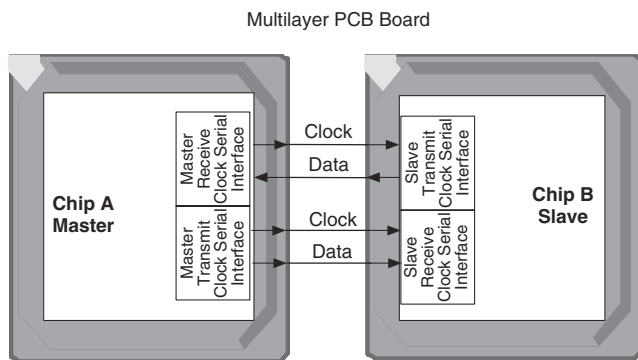 Multilayer PCB Board
Chip A
Master
Master
Receive
Clock Serial
Interface
Master
Transmit
Clock Serial
Interface
Clock
Data
Clock
Data
Slave
Transmit
Clock Serial
Interface
Slave
Receive
Clock Serial
Interface
Chip B
Slave